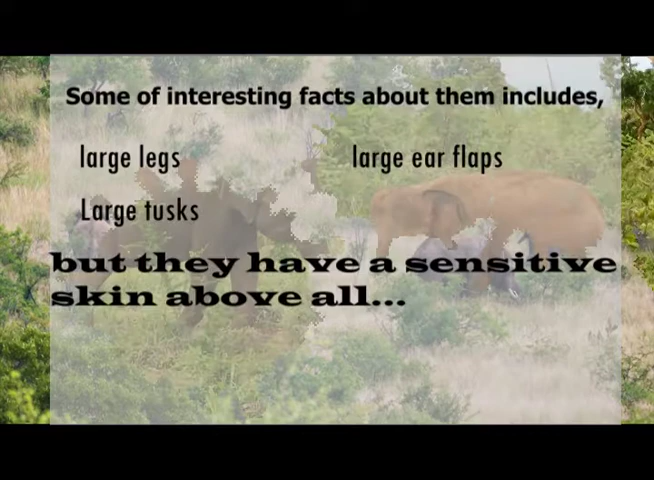 Some of interesting facts about them includes,
large legs large ear flaps
Large tusks
but they have a sensitive
skin above all...